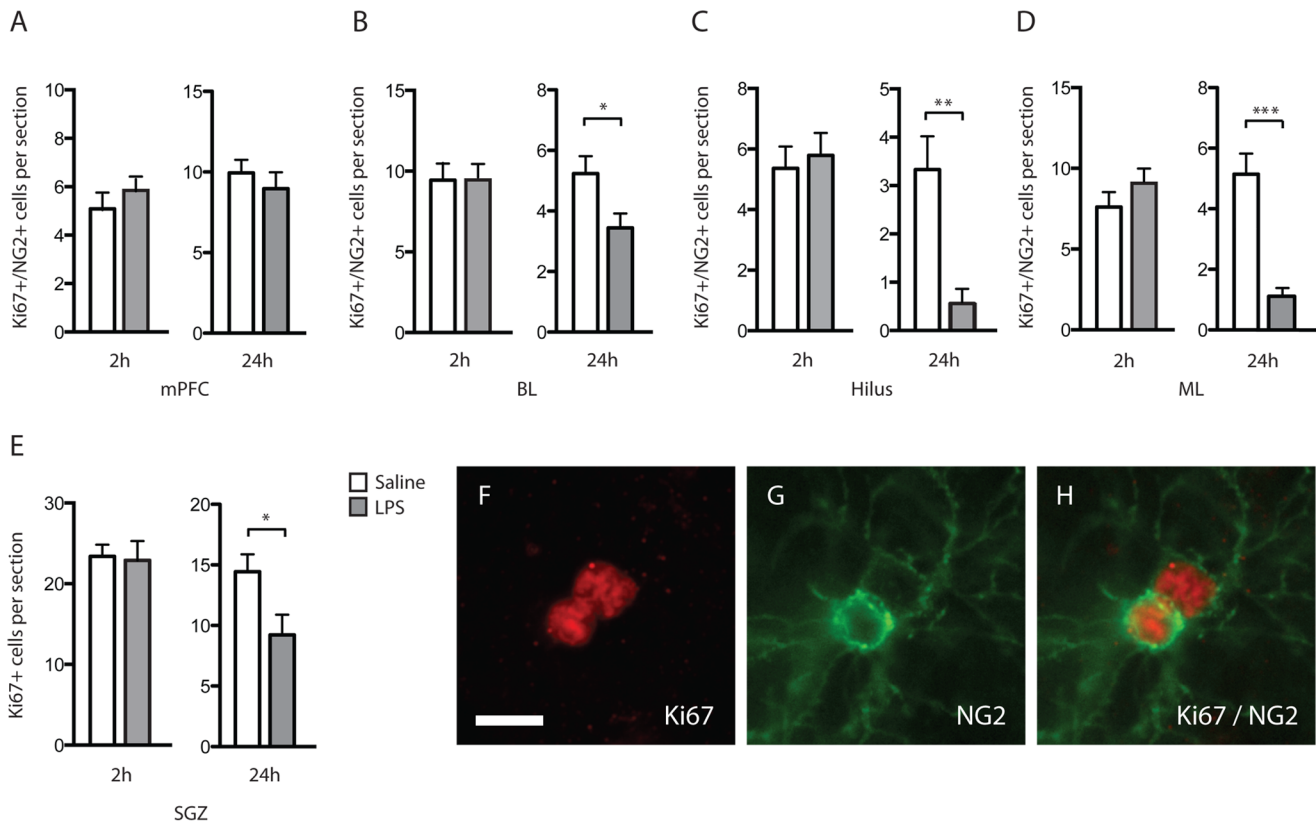 A
B
C
D
Ki67+/NG2+ cells per section
10
8
6
4
2
0
2h
15
10
5
0
24h
mPFC
Ki67+/NG2+ cells per section
15
10
5
0
2h
8
6
4
2
0
*
24h
BL
Ki67+/NG2+ cells per section
8
6
4
2
0
2h
5
4
3
2
1
0
**
24h
Hilus
Ki67+/NG2+ cells per section
15
10
5
0
2h
8
6
4
2
0
***
24h
ML
E
Ki67+ cells per section
30
20
10
0
2h
20
15
10
5
0
*
24h
SGZ
Saline
LPS
F
Ki67
G
NG2
H
Ki67 / NG2